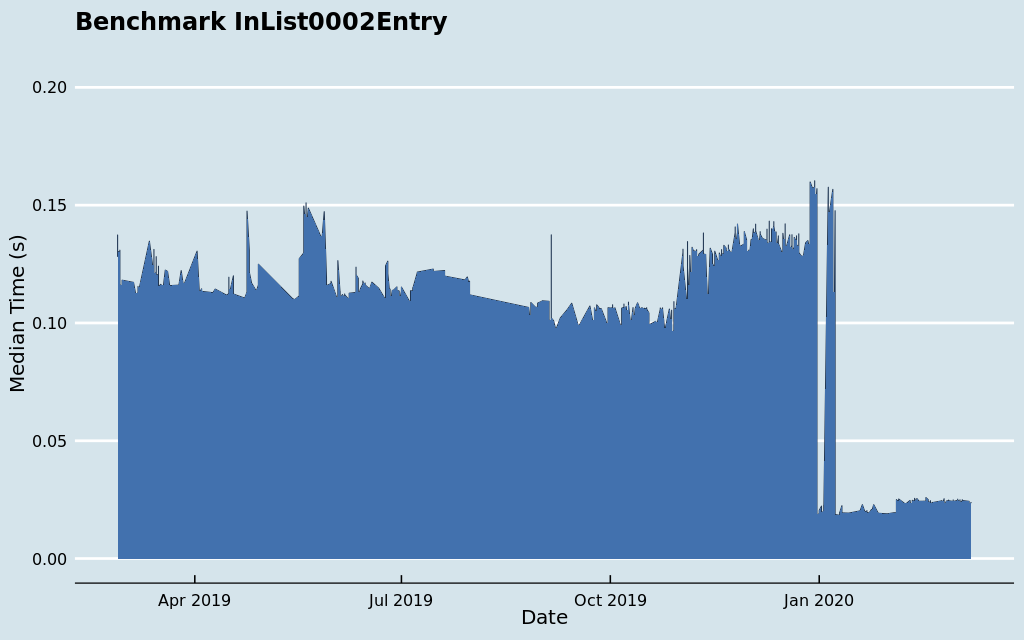 Benchmark InList0002Entry
Median Time (s)
0.20
0.15
0.10
0.05
0.00
Apr 2019
Jul 2019
Oct 2019
Jan 2020
Date